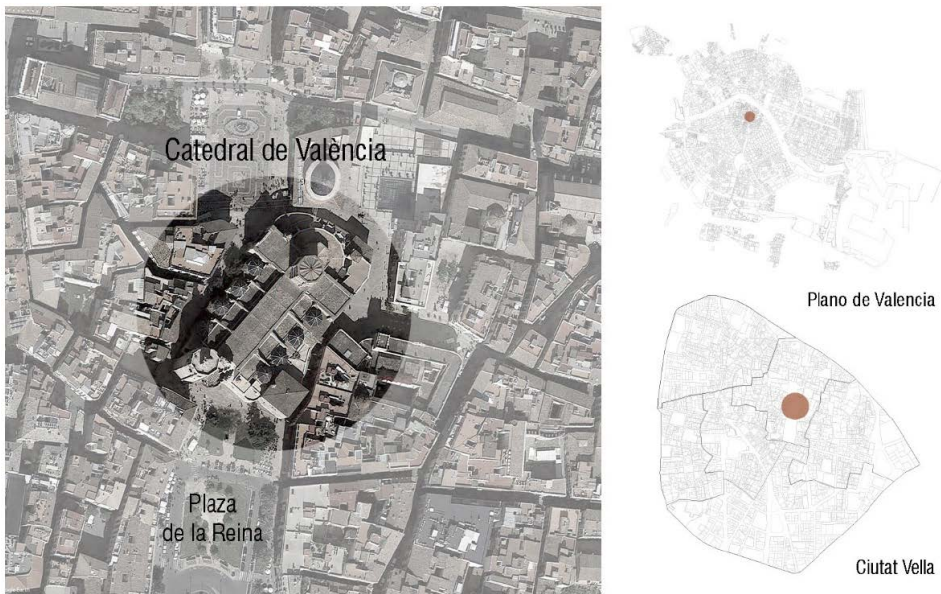 Catedral de València
Plaza
de la Reina
Plano de Valencia
Ciutat Vella